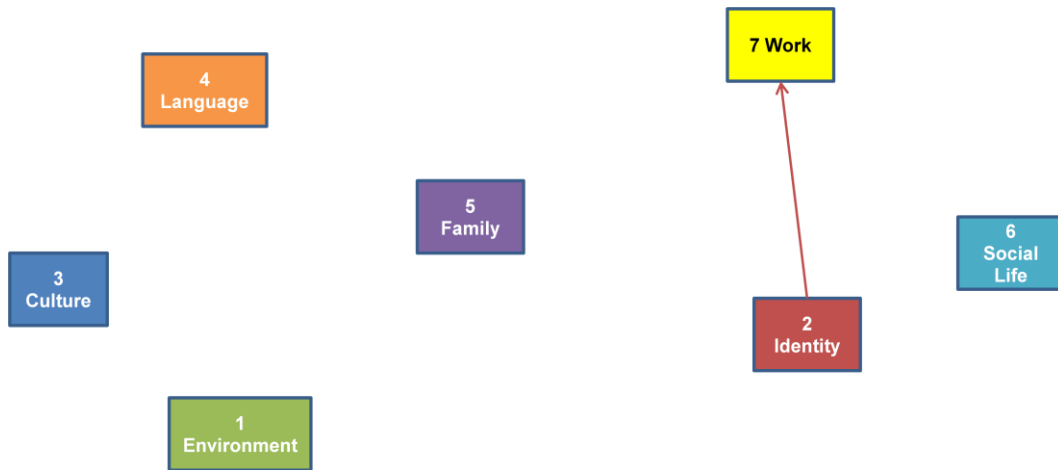 7 Work
4
Language
5
Family
6
Social
Life
3
Culture
2
Identity
1
Environment